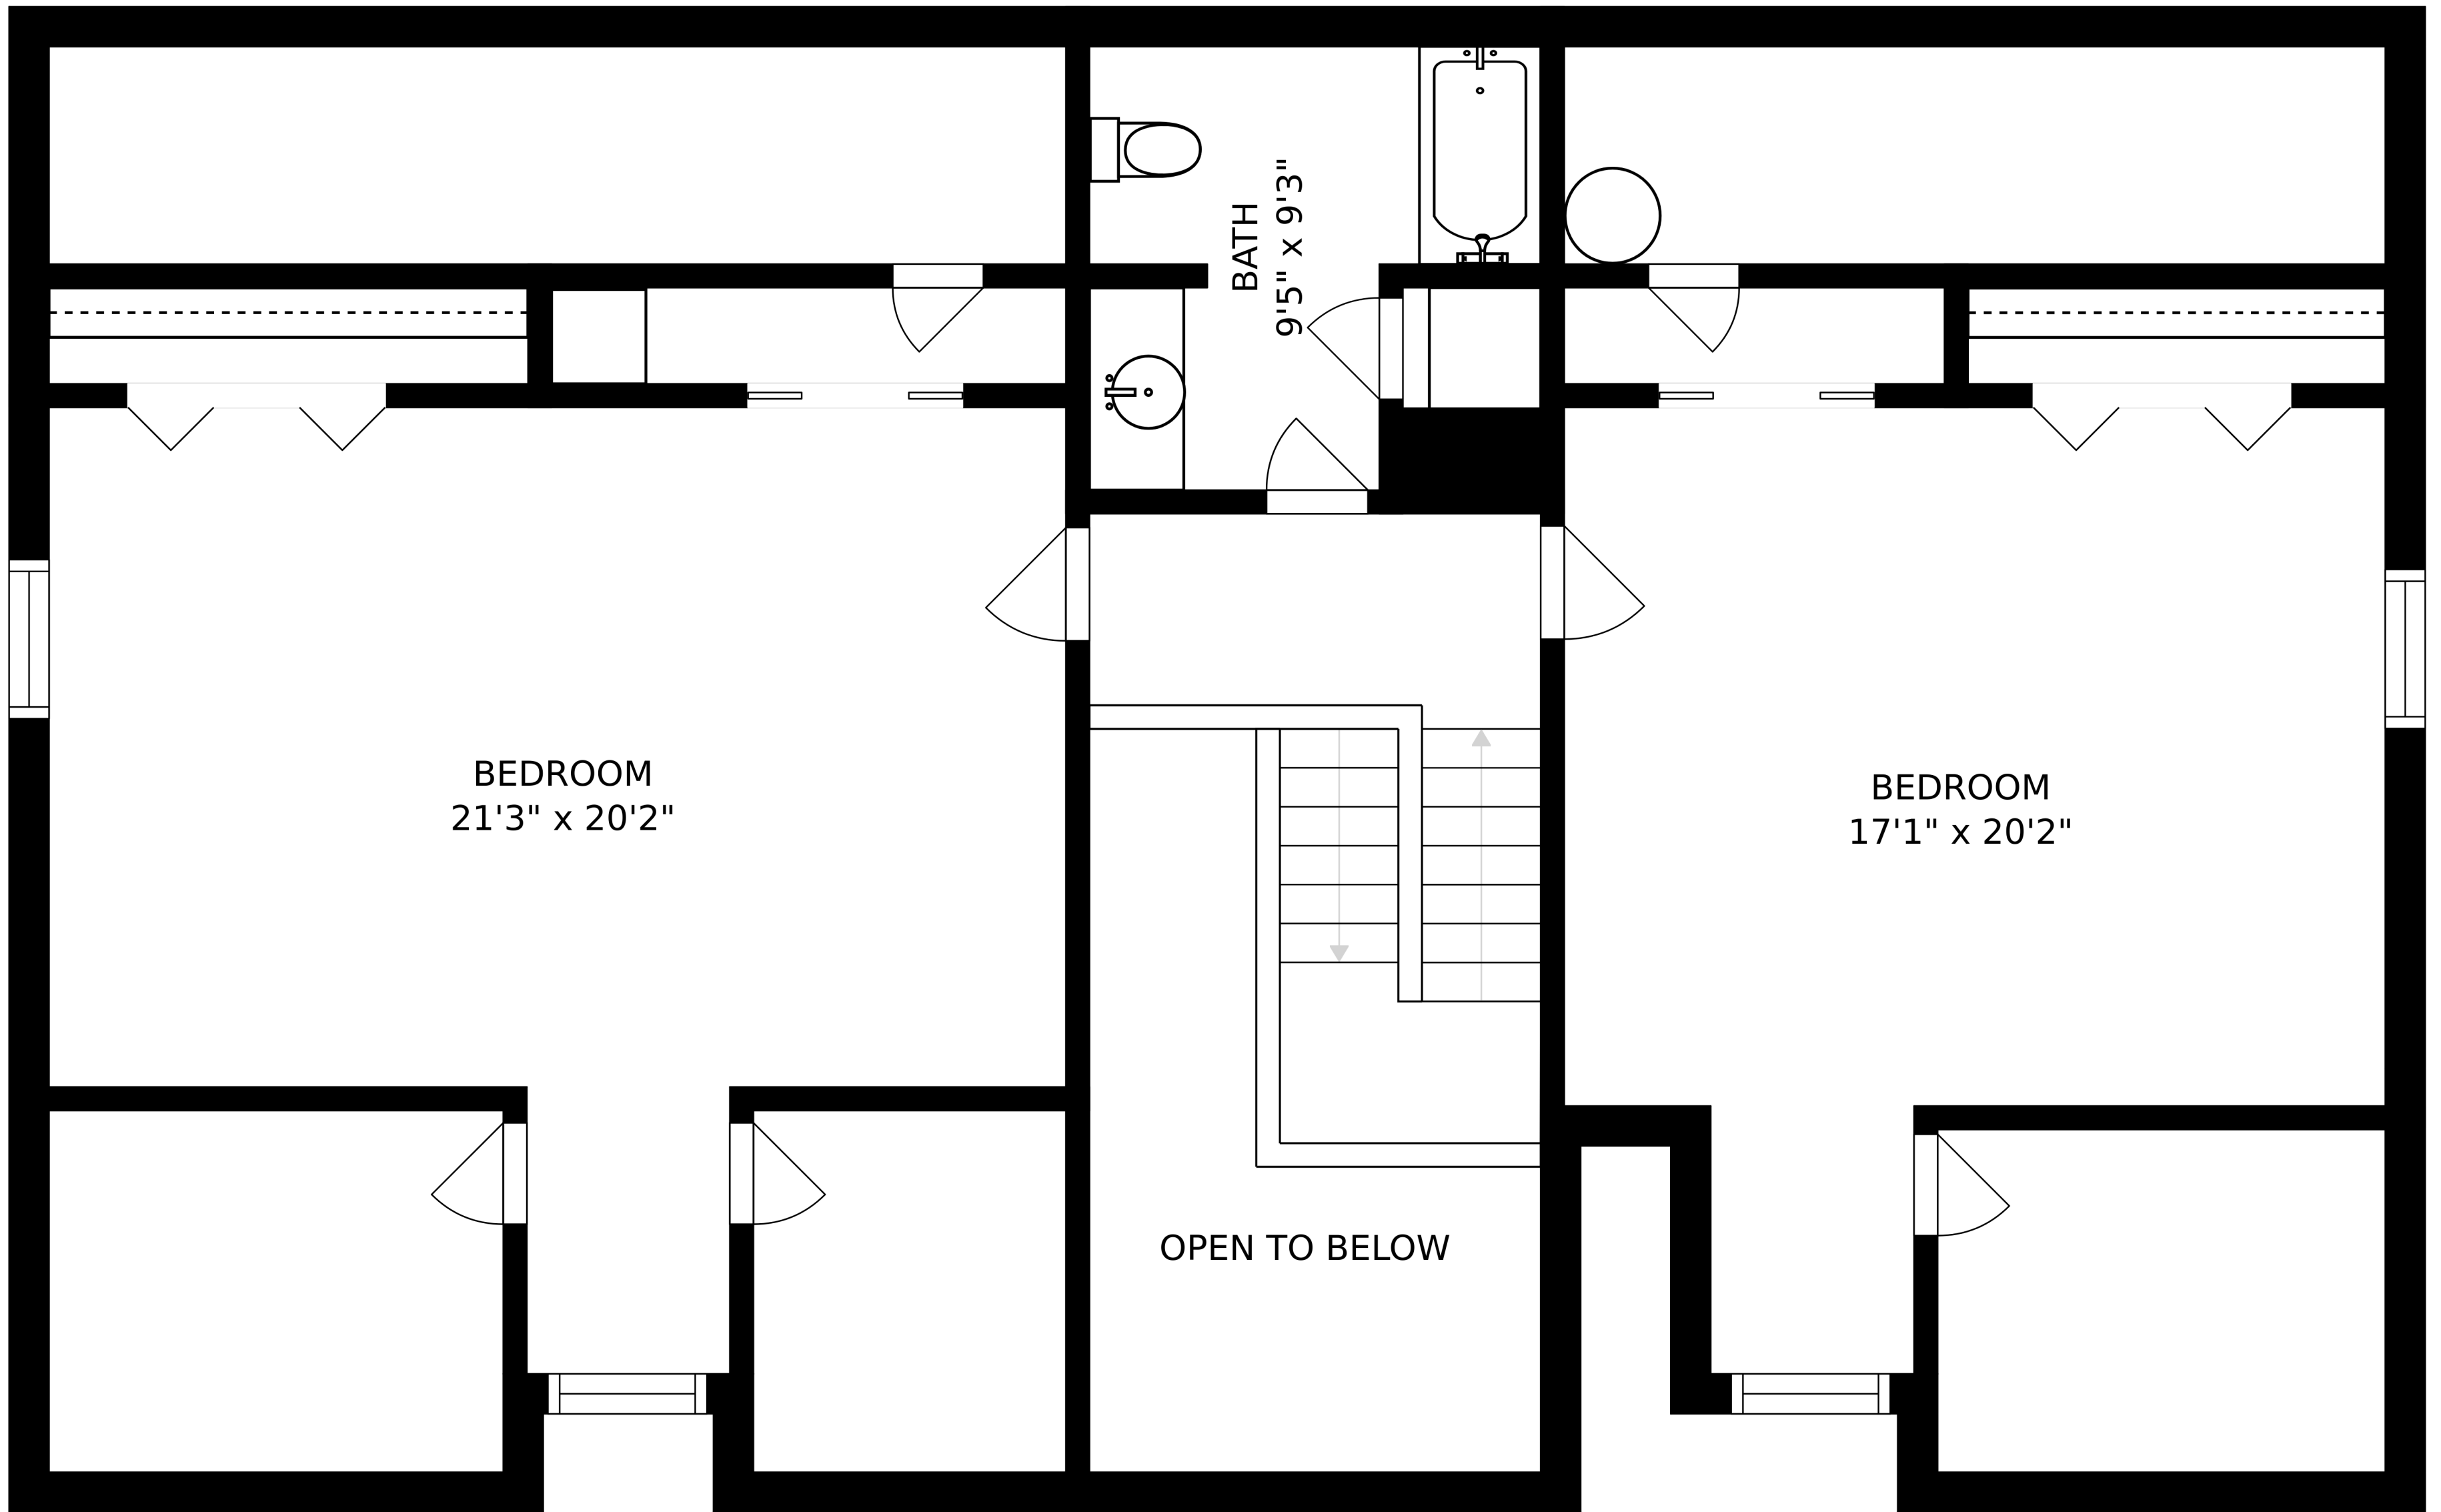 BATH
9'5" x 9'3"
BEDROOM
21'3" x 20'2"
BEDROOM
17'1" x 20'2"
OPEN TO BELOW